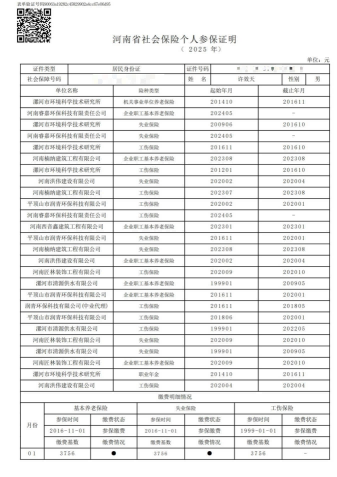 河南省社会保险个人参保证明
（ 2025 年）
单位：元
证件类型 居民身份证 证件号码
社会保障号码 姓 名 许效天 性别 男
单位名称 险种类型 起始年月 截止年月
漯河市环境科学技术研究所 机关事业单位养老保险 201410 201611
河南睿慕环保科技有限责任公司 企业职工基本养老保险 202405 -
漯河市环境科学技术研究所 失业保险 200906 201610
河南睿慕环保科技有限责任公司 失业保险 202405 -
漯河市环境科学技术研究所 工伤保险 201611 201610
河南楠纳建筑工程有限公司 企业职工基本养老保险 202308 202308
漯河市环境科学技术研究所 工伤保险 201201 201610
河南洪伟建设有限公司 失业保险 202002 202004
河南楠纳建筑工程有限公司 工伤保险 202307 202308
平顶山市润青环保科技有限公司 工伤保险 202002 202001
河南睿慕环保科技有限责任公司 工伤保险 202405 -
河南西音鑫建筑工程有限公司 企业职工基本养老保险 202301 202301
平顶山市润青环保科技有限公司 失业保险 201611 202001
河南楠纳建筑工程有限公司 失业保险 202308 202308
河南洪伟建设有限公司 企业职工基本养老保险 202002 202004
河南匠林装饰工程有限公司 工伤保险 202009 202010
漯河市清源供水有限公司 企业职工基本养老保险 199901 200905
平顶山市润青环保科技有限公司 企业职工基本养老保险 201611 202001
润青环保科技有限公司(中业代理) 工伤保险 201611 201805
平顶山市润青环保科技有限公司 工伤保险 201806 202001
漯河市清源供水有限公司 工伤保险 199901 202205
河南匠林装饰工程有限公司 失业保险 202009 202010
漯河市清源供水有限公司 失业保险 199901 200905
河南匠林装饰工程有限公司 企业职工基本养老保险 202009 202010
漯河市环境科学技术研究所 职业年金 201410 201611
河南洪伟建设有限公司 工伤保险 202004 202004
缴费明细情况
基本养老保险 失业保险 工伤保险
月份 参保时间 缴费状态 参保时间 缴费状态 参保时间 缴费状态
2016-11-01 参保缴费 2016-11-01 参保缴费 1999-01-01 参保缴费
缴费基数 缴费情况 缴费基数 缴费情况 缴费基数 缴费情况
01 3756 ● 3756 ● 3756 -